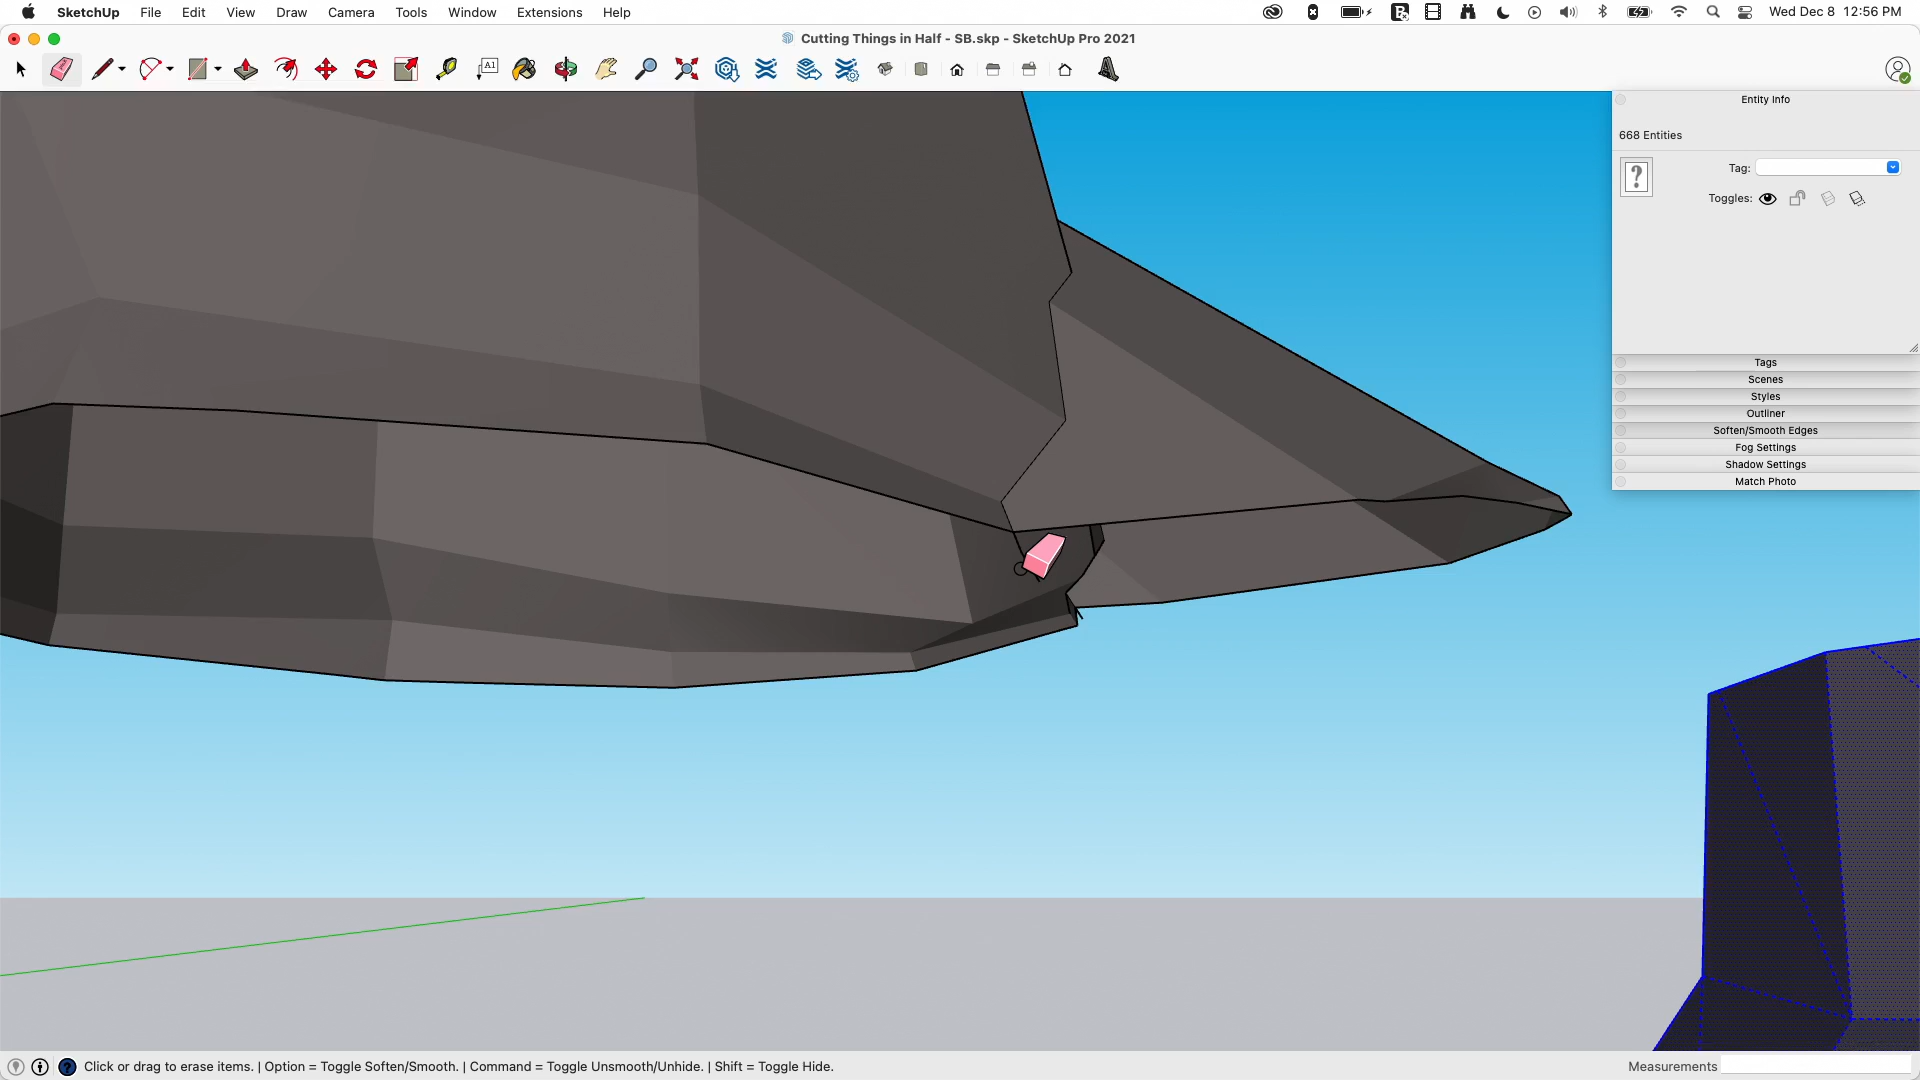 SketchUp File Edit View Draw Camera Tools Window Extensions Help Wed Dec 8 12:56 PM
Cutting Things in Half - SB.skp - SketchUp Pro 2021
A1
Entity Info
668 Entities
?
Tag:
Toggles:
Tags
Scenes
Styles
Outliner
Soften/Smooth Edges
Fog Settings
Shadow Settings
Match Photo
? Click or drag to erase items. | Option = Toggle Soften/Smooth. | Command = Toggle Unsmooth/Unhide. | Shift = Toggle Hide. Measurements